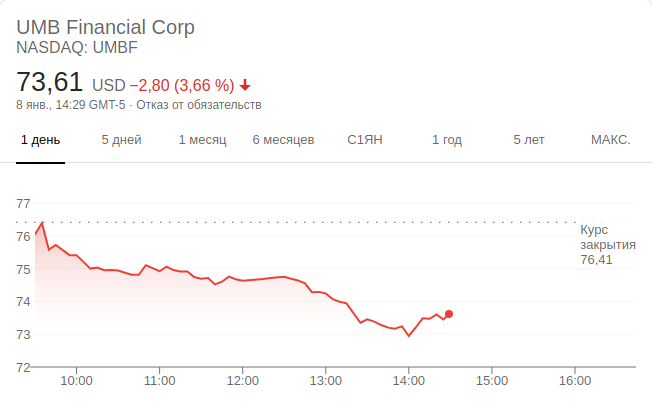 UMB Financial Corp
NASDAQ: UMBF
73,61 USD −2,80 (3,66 %)
8 янв., 14:29 GMT-5 · Отказ от обязательств
1 день 5 дней 1 месяц 6 месяцев С1ЯН 1 год 5 лет МАКС.
77
76
75
74
73
72
Курс
закрытия
76,41
10:00 11:00 12:00 13:00 14:00 15:00 16:00